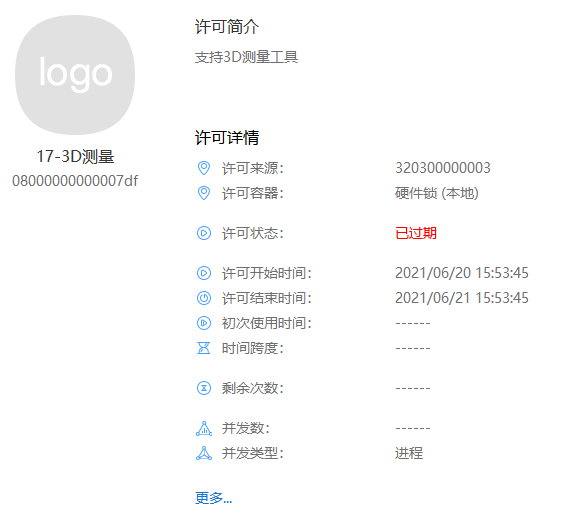 logo
17-3D测量
08000000000007df
许可简介
支持3D测量工具
许可详情
许可来源: 320300000003
许可容器: 硬件锁 (本地)
许可状态: 已过期
许可开始时间: 2021/06/20 15:53:45
许可结束时间: 2021/06/21 15:53:45
初次使用时间: ------
时间跨度: ------
剩余次数: ------
并发数: ------
并发类型: 进程
更多...